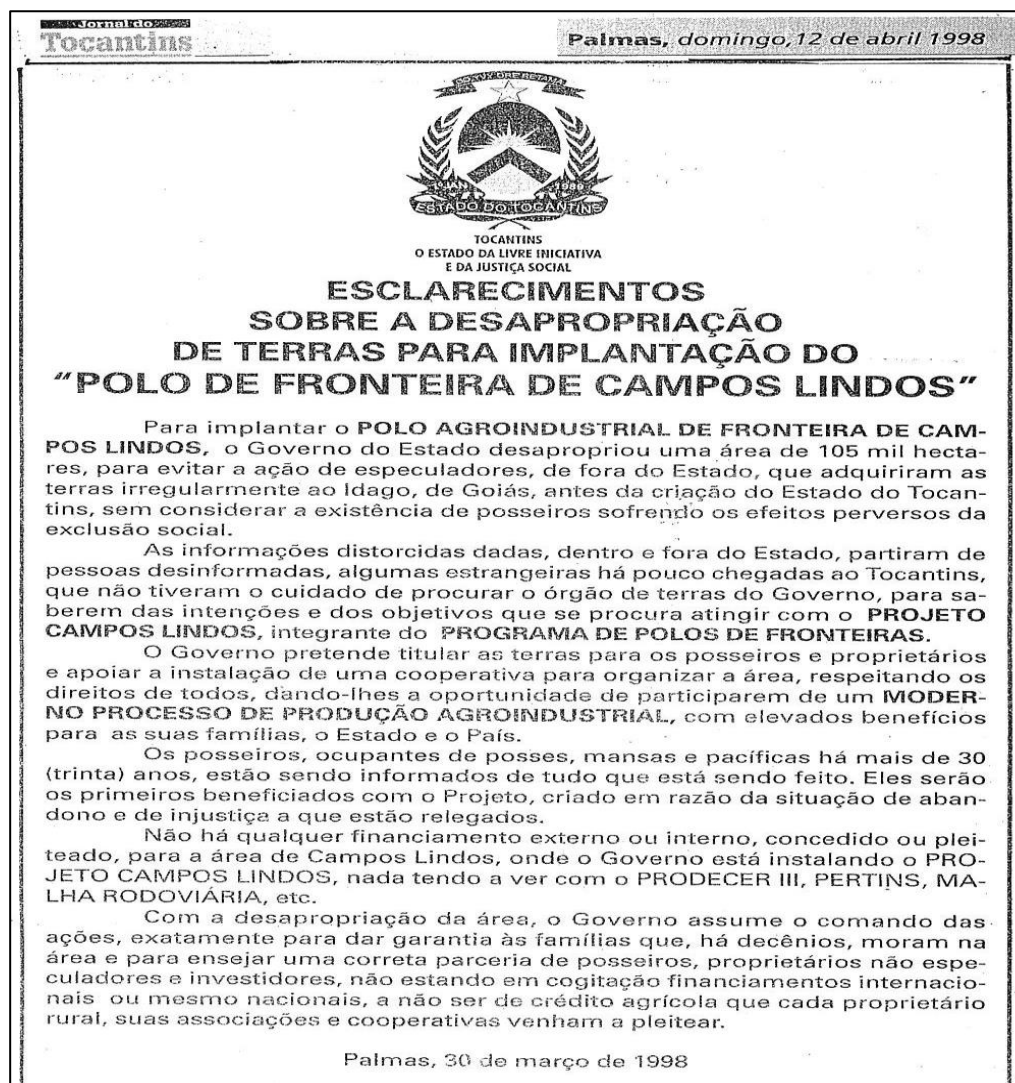 Jornal do
Tocantins
Palmas, domingo, 12 de abril 1998
CO YVY ORE RETAMA
ESTADO DO TOCANTINS
TOCANTINS
O ESTADO DA LIVRE INICIATIVA
E DA JUSTIÇA SOCIAL
ESCLARECIMENTOS
SOBRE A DESAPROPRIAÇÃO
DE TERRAS PARA IMPLANTAÇÃO DO
“POLO DE FRONTEIRA DE CAMPOS LINDOS”
Para implantar o POLO AGROINDUSTRIAL DE FRONTEIRA DE CAM-
POS LINDOS, o Governo do Estado desapropriou uma área de 105 mil hecta-
res, para evitar a ação de especuladores, de fora do Estado, que adquiriram as
terras irregularmente ao Idago, de Goiás, antes da criação do Estado do Tocan-
tins, sem considerar a existência de posseiros sofrendo os efeitos perversos da
exclusão social.
As informações distorcidas dadas, dentro e fora do Estado, partiram de
pessoas desinformadas, algumas estrangeiras há pouco chegadas ao Tocantins,
que não tiveram o cuidado de procurar o órgão de terras do Governo, para sa-
berem das intenções e dos objetivos que se procura atingir com o PROJETO
CAMPOS LINDOS, integrante do PROGRAMA DE POLOS DE FRONTEIRAS.
O Governo pretende titular as terras para os posseiros e proprietários
e apoiar a instalação de uma cooperativa para organizar a área, respeitando os
direitos de todos, dando-lhes a oportunidade de participarem de um MODER-
NO PROCESSO DE PRODUÇÃO AGROINDUSTRIAL, com elevados benefícios
para as suas famílias, o Estado e o País.
Os posseiros, ocupantes de posses, mansas e pacíficas há mais de 30
(trinta) anos, estão sendo informados de tudo que está sendo feito. Eles serão
os primeiros beneficiados com o Projeto, criado em razão da situação de aban-
dono e de injustiça a que estão relegados.
Não há qualquer financiamento externo ou interno, concedido ou plei-
teado, para a área de Campos Lindos, onde o Governo está instalando o PRO-
JETO CAMPOS LINDOS, nada tendo a ver com o PRODECER III, PERTINS, MA-
LHA RODOVIÁRIA, etc.
Com a desapropriação da área, o Governo assume o comando das
ações, exatamente para dar garantia às famílias que, há decênios, moram na
área e para ensejar uma correta parceria de posseiros, proprietários não espe-
culadores e investidores, não estando em cogitação financiamentos internacio-
nais ou mesmo nacionais, a não ser de crédito agrícola que cada proprietário
rural, suas associações e cooperativas venham a pleitear.
Palmas, 30 de março de 1998